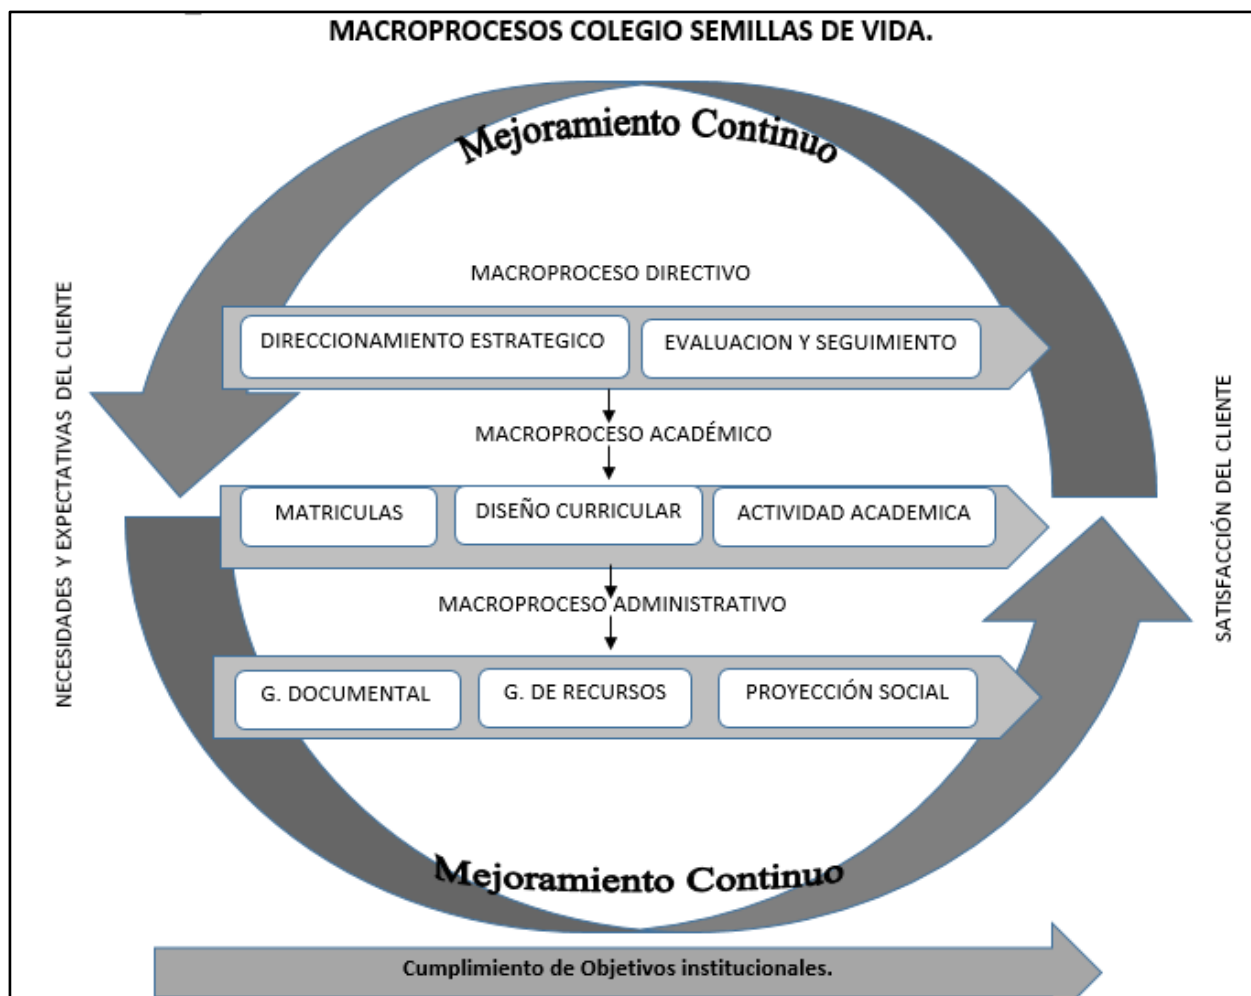 MACROPROCESOS COLEGIO SEMILLAS DE VIDA.
Mejoramiento Continuo
NECESIDADES Y EXPECTATIVAS DEL CLIENTE
MACROPROCESO DIRECTIVO
DIRECCIONAMIENTO ESTRATEGICO
EVALUACION Y SEGUIMIENTO
MACROPROCESO ACADÉMICO
MATRICULAS
DISEÑO CURRICULAR
ACTIVIDAD ACADEMICA
MACROPROCESO ADMINISTRATIVO
G. DOCUMENTAL
G. DE RECURSOS
PROYECCIÓN SOCIAL
SATISFACCIÓN DEL CLIENTE
Mejoramiento Continuo
Cumplimiento de Objetivos institucionales.